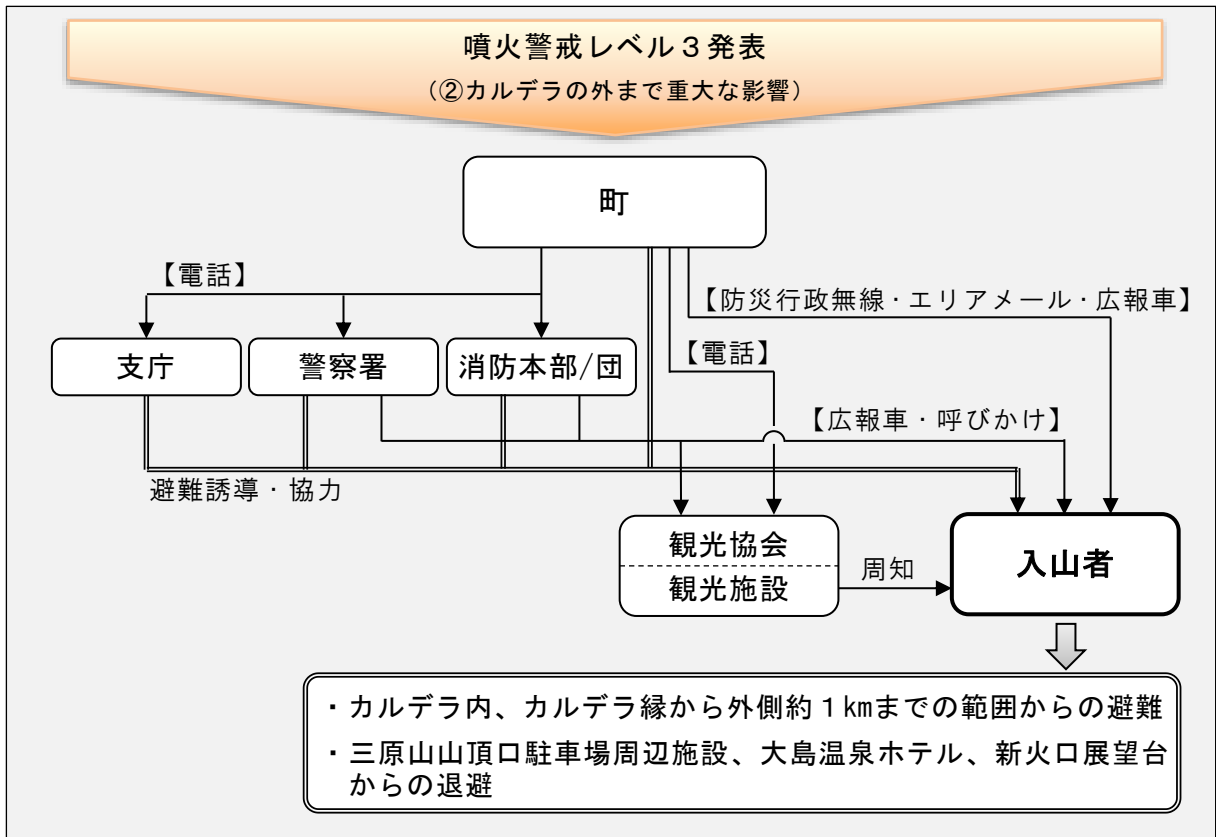 噴火警戒レベル３発表
（②カルデラの外まで重大な影響）
町
【電話】
【防災行政無線・エリアメール・広報車】
支庁
警察署
消防本部/団
【電話】
【広報車・呼びかけ】
避難誘導・協力
観光協会
観光施設
周知
入山者
・カルデラ内、カルデラ縁から外側約１㎞までの範囲からの避難
・三原山山頂口駐車場周辺施設、大島温泉ホテル、新火口展望台
からの退避